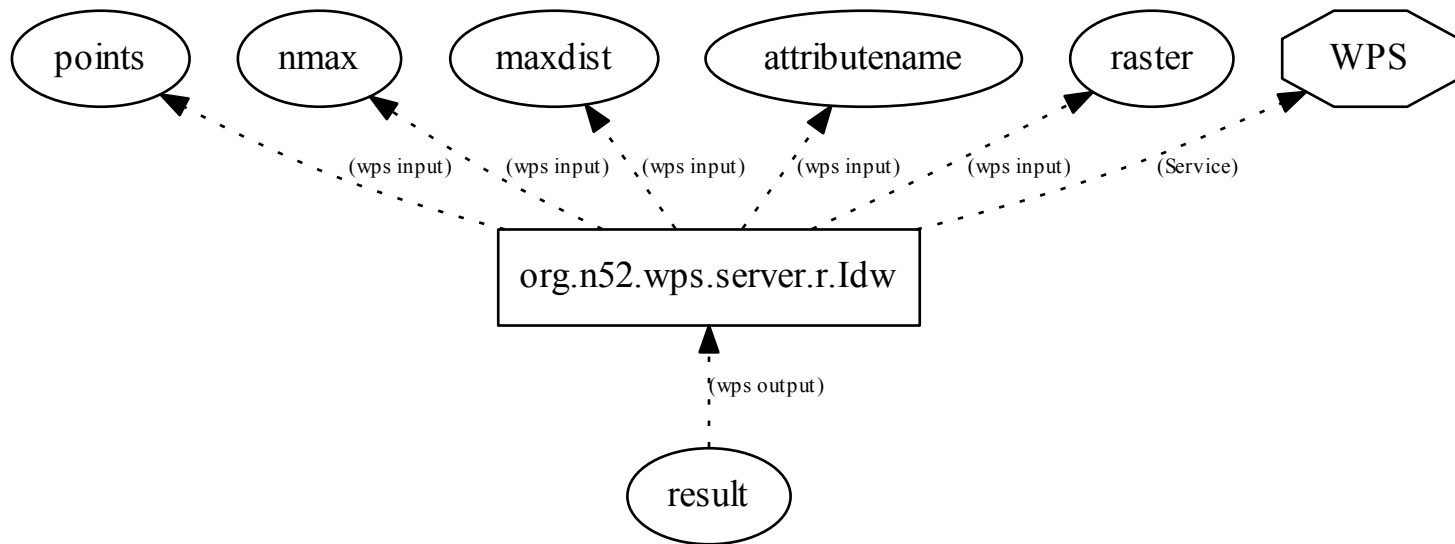 points
nmax
maxdist
attributename
raster
WPS
(wps input)
(wps input)
(wps input)
(wps input)
(wps input)
(Service)
org.n52.wps.server.r.Idw
(wps output)
result